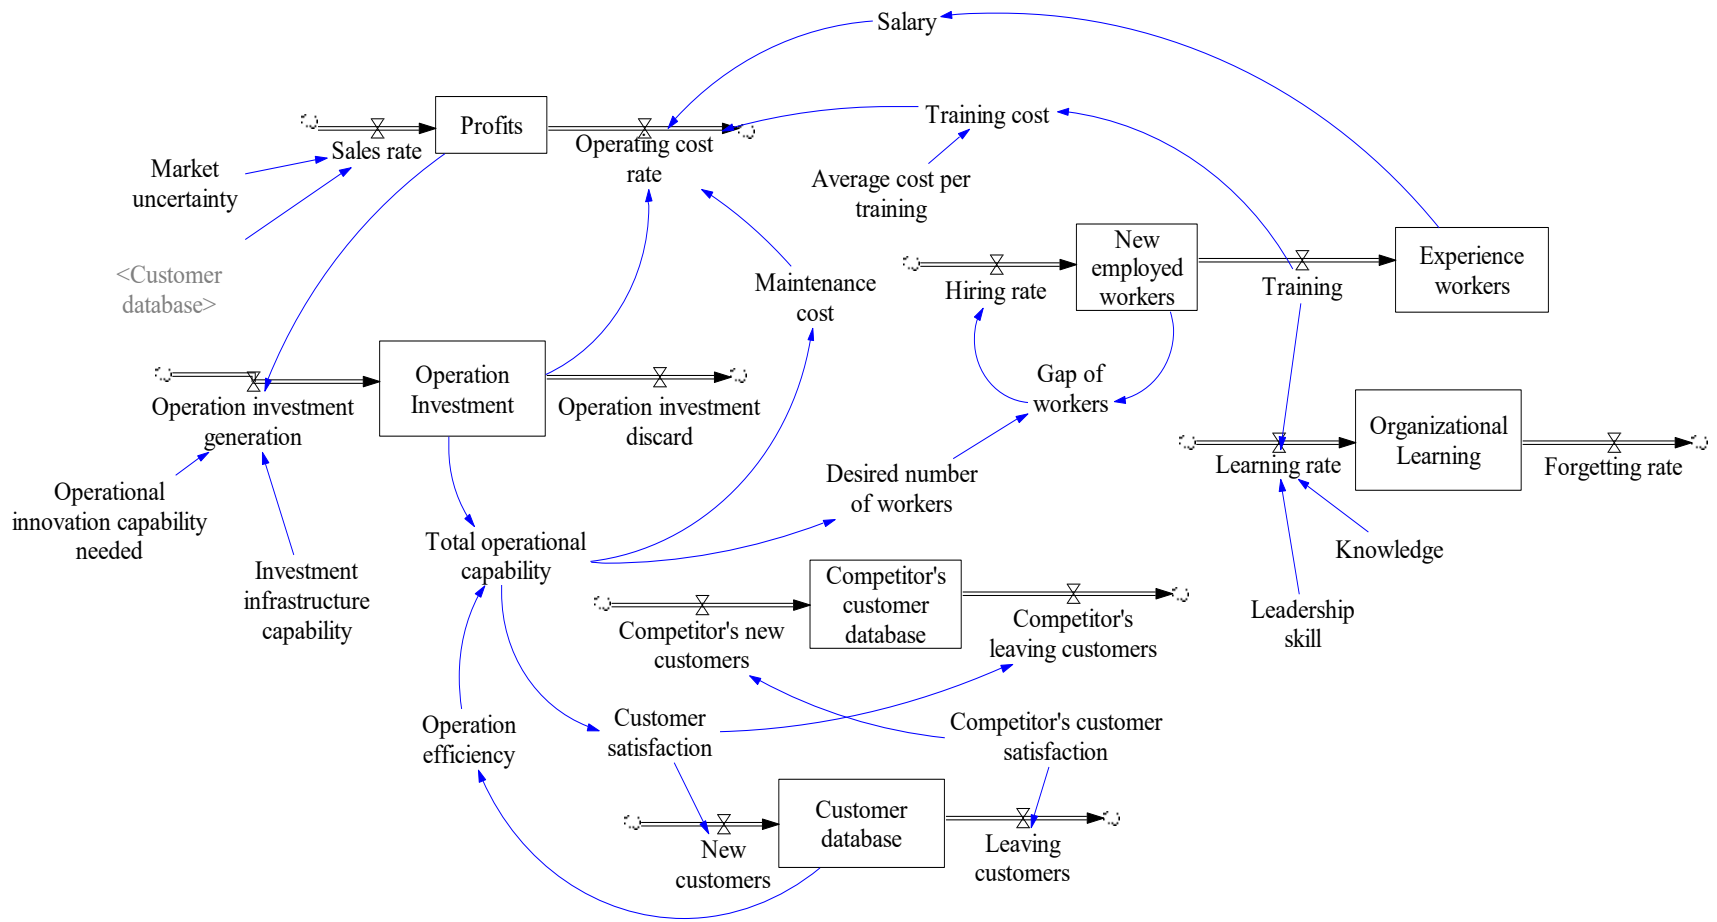 Salary
Profits
Training cost
Sales rate
Operating cost
rate
Market
uncertainty
Average cost per
training
<Customer
database>
New
employed
workers
Experience
workers
Hiring rate
Training
Maintenance
cost
Operation
Investment
Operation investment
generation
Operation investment
discard
Gap of
workers
Organizational
Learning
Learning rate
Forgetting rate
Desired number
of workers
Operational
innovation capability
needed
Investment
infrastructure
capability
Total operational
capability
Knowledge
Leadership
skill
Competitor's
customer
database
Competitor's new
customers
Competitor's
leaving customers
Operation
efficiency
Customer
satisfaction
Competitor's customer
satisfaction
Customer
database
New
customers
Leaving
customers